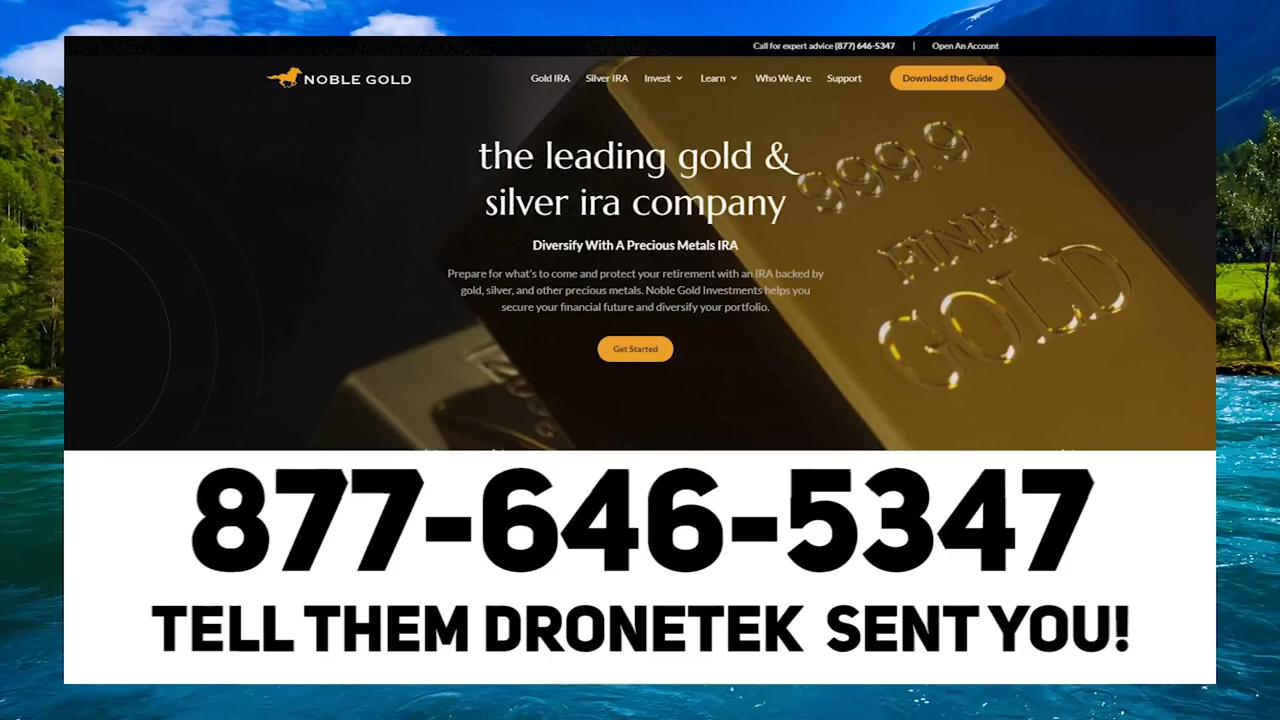 Call for expert advice (877) 646-5347 | Open An Account
NOBLE GOLD
Gold IRA Silver IRA Invest Learn Who We Are Support Download the Guide
the leading gold &
silver ira company
Diversify With A Precious Metals IRA
Prepare for what's to come and protect your retirement with an IRA backed by
gold, silver, and other precious metals. Noble Gold Investments helps you
secure your financial future and diversify your portfolio.
Get Started
999.9
FINE
GOLD
877-646-5347
TELL THEM DRONETEK SENT YOU!